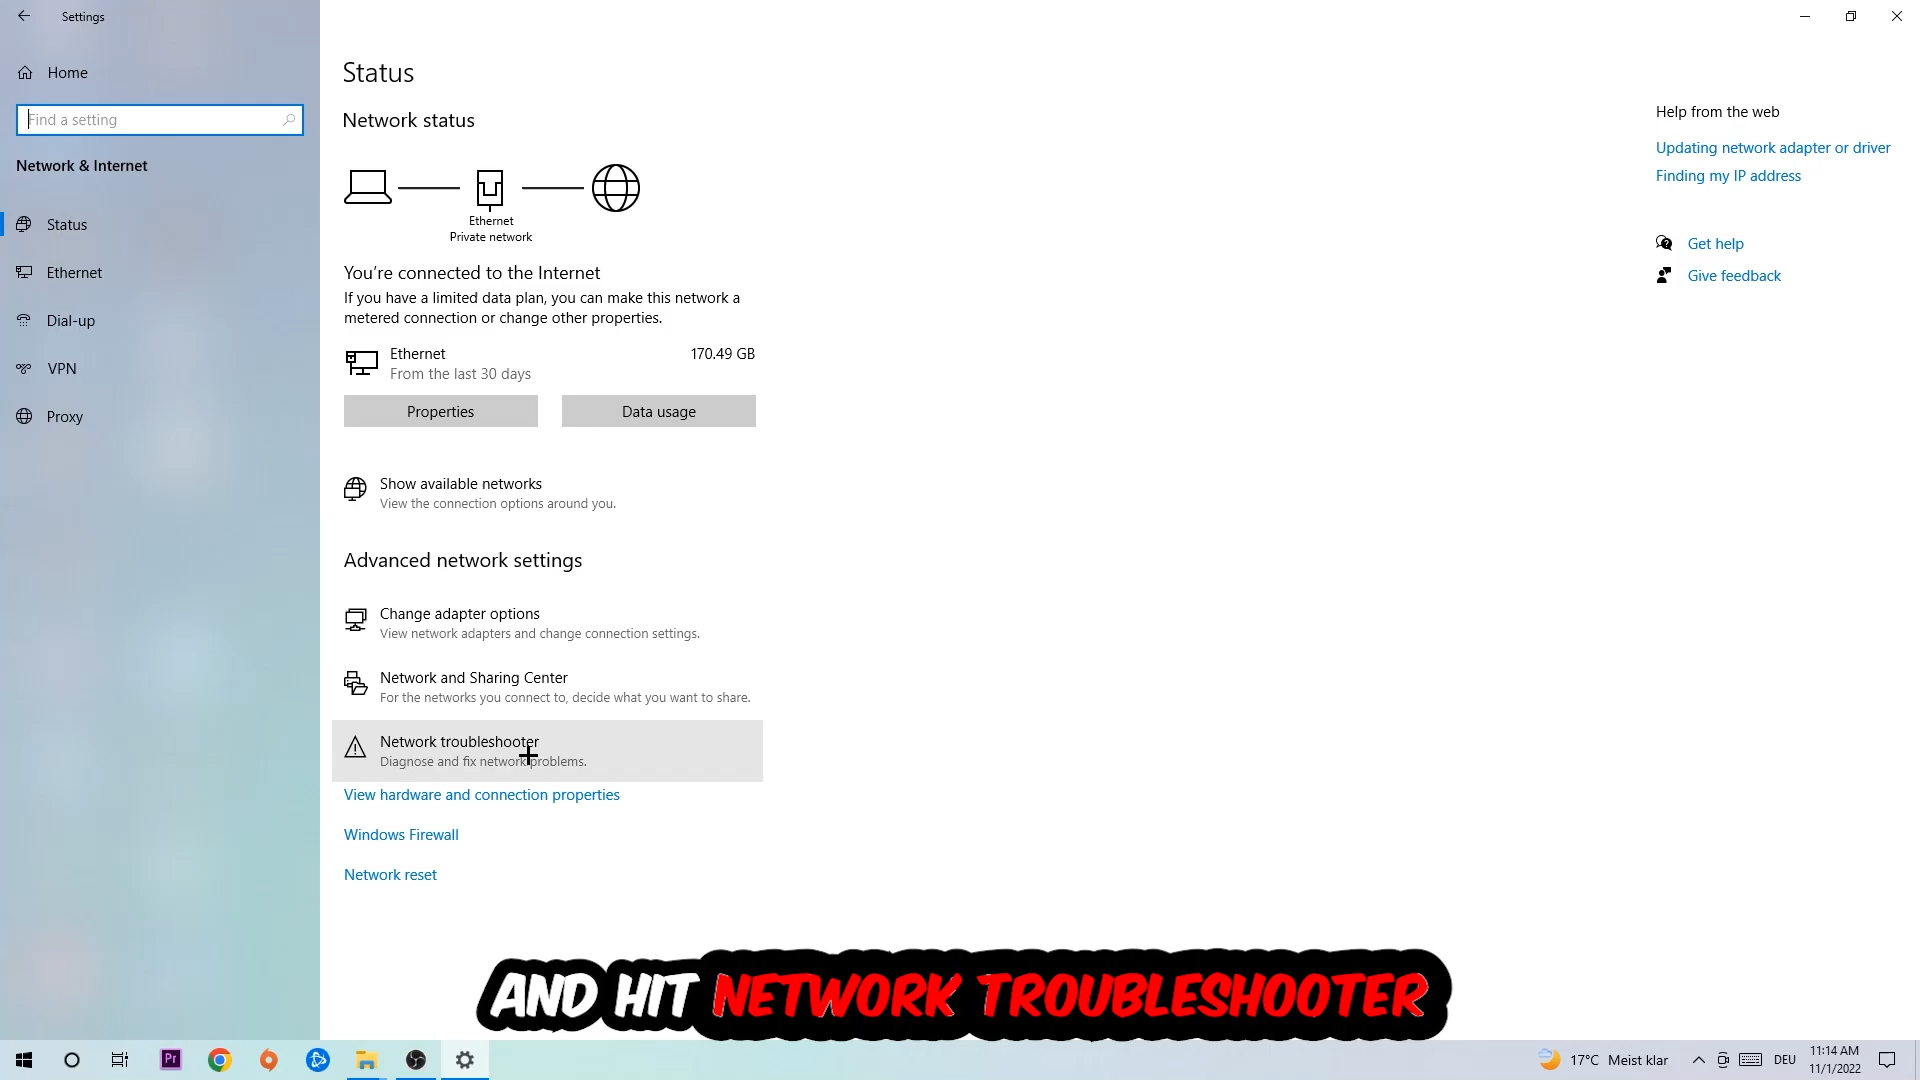 Settings
Home
Find a setting
Network & Internet
Status
Ethernet
Dial-up
VPN
Proxy
Status
Network status
Ethernet
Private network
You're connected to the Internet
If you have a limited data plan, you can make this network a
metered connection or change other properties.
Ethernet 170.49 GB
From the last 30 days
Properties Data usage
Show available networks
View the connection options around you.
Advanced network settings
Change adapter options
View network adapters and change connection settings.
Network and Sharing Center
For the networks you connect to, decide what you want to share.
Network troubleshooter
Diagnose and fix network problems.
View hardware and connection properties
Windows Firewall
Network reset
Help from the web
Updating network adapter or driver
Finding my IP address
Get help
Give feedback
AND HIT NETWORK TROUBLESHOOTER
Pr
17°C Meist klar
DEU
11:14 AM
11/1/2022